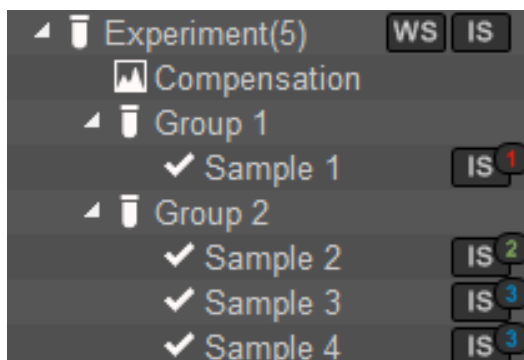 Experiment(5) WS IS
Compensation
Group 1
Sample 1 IS 1
Group 2
Sample 2 IS 2
Sample 3 IS 3
Sample 4 IS 3